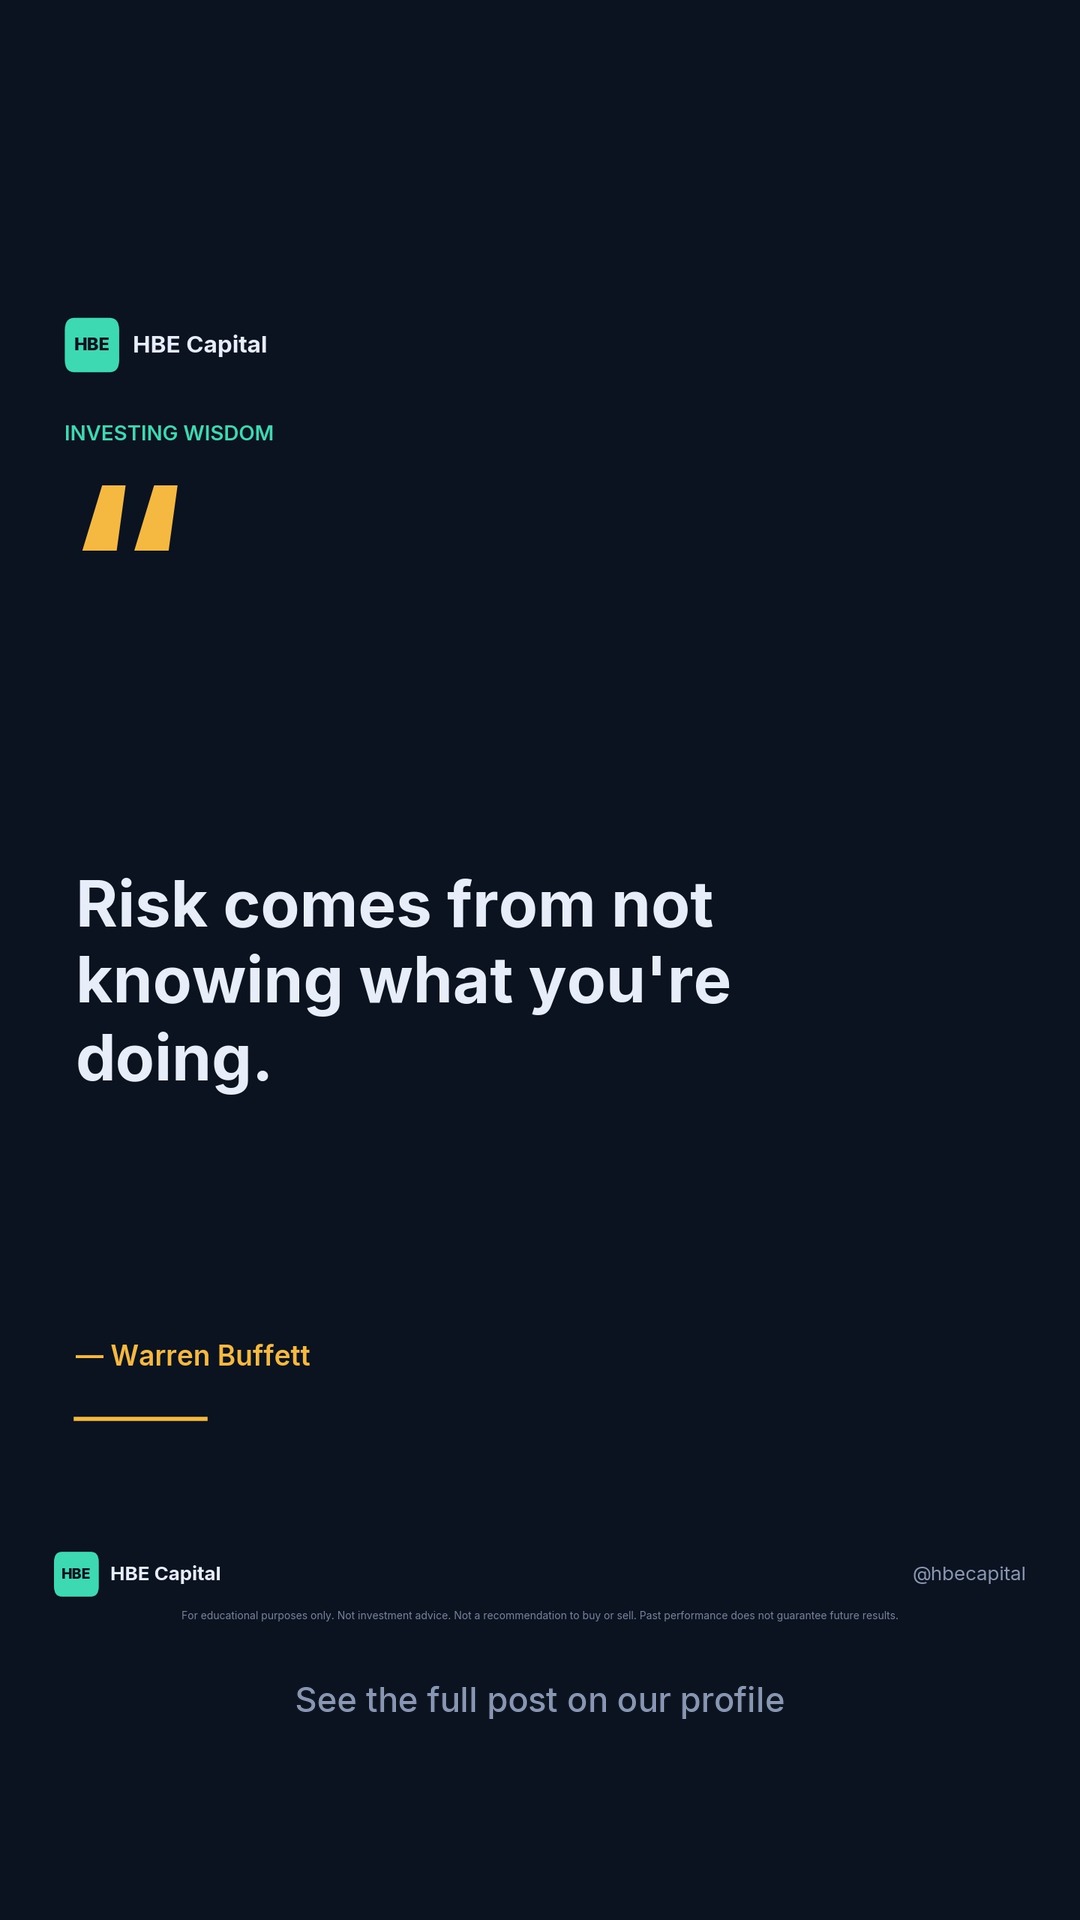 HBE HBE Capital
INVESTING WISDOM
"
Risk comes from not
knowing what you're
doing.
— Warren Buffett
HBE HBE Capital @hbecapital
For educational purposes only. Not investment advice. Not a recommendation to buy or sell. Past performance does not guarantee future results.
See the full post on our profile